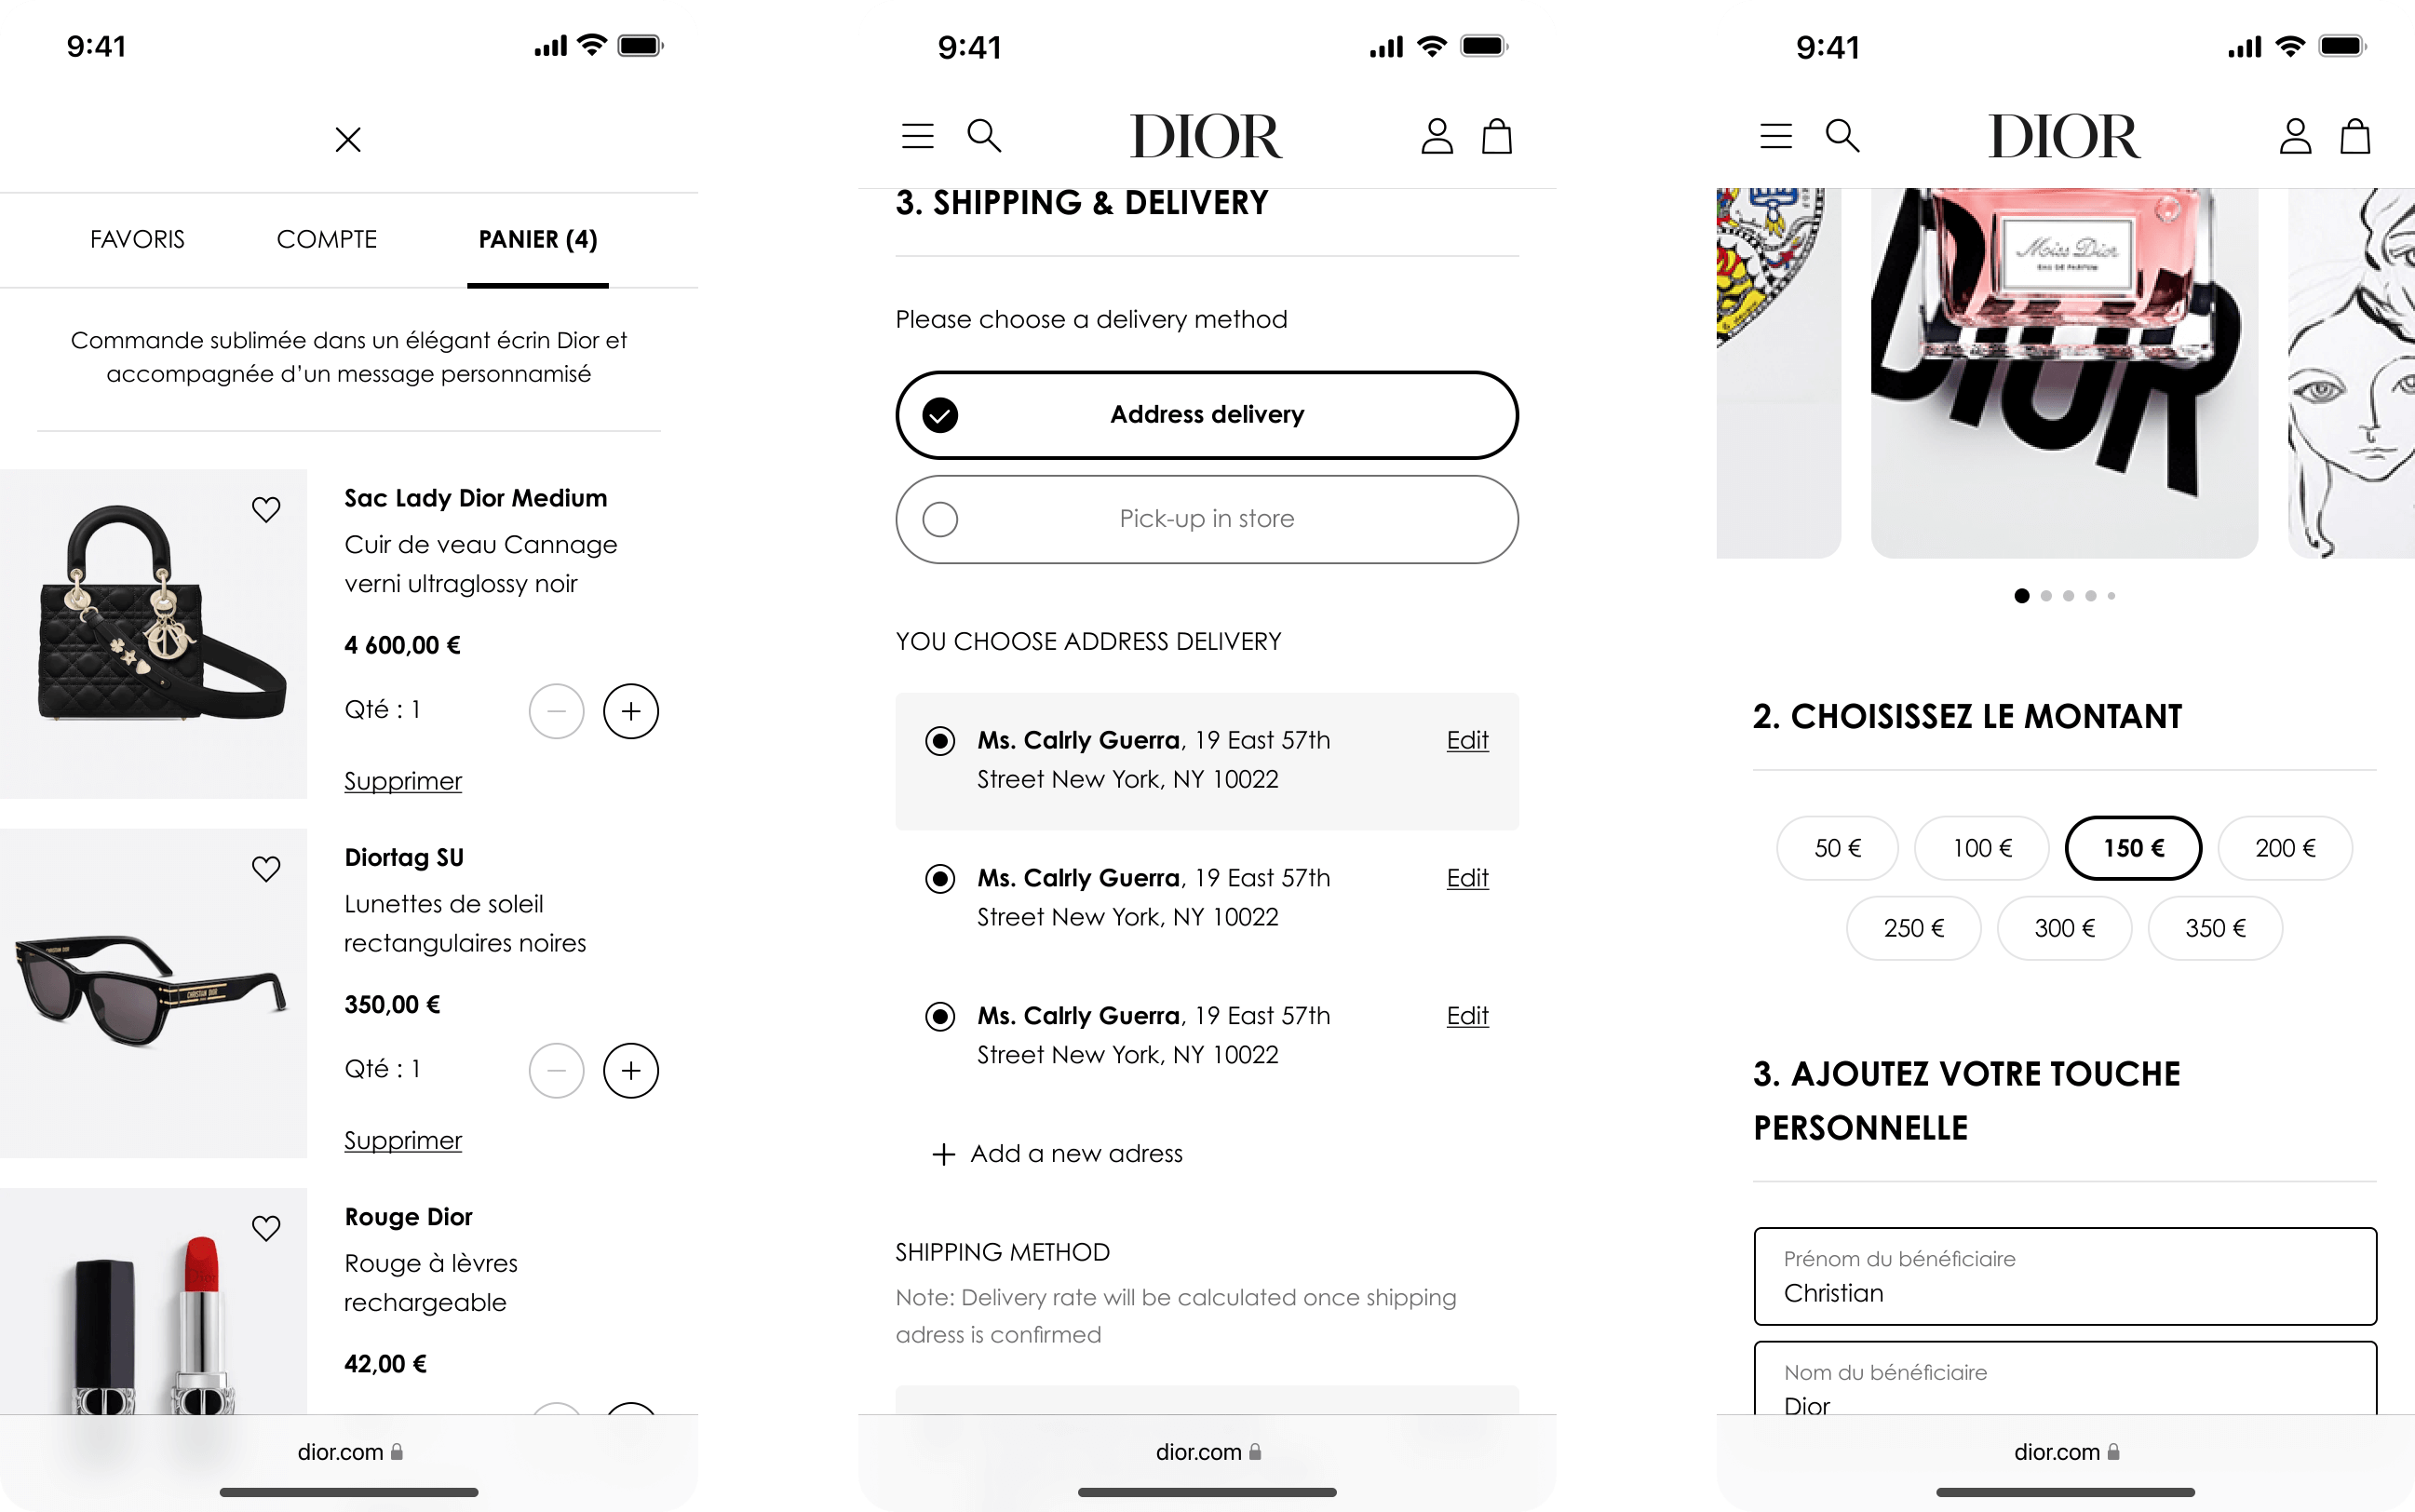 9:41
FAVORIS
COMPTE
PANIER (4)
Commande sublimée dans un élégant écrin Dior et
accompagnée d’un message personnamisé
Sac Lady Dior Medium
Cuir de veau Cannage
verni ultraglossy noir
4 600,00 €
Qté : 1
Supprimer
Diortag SU
Lunettes de soleil
rectangulaires noires
350,00 €
Qté : 1
Supprimer
CHRISTIAN DIOR
Rouge Dior
Rouge à lèvres
rechargeable
42,00 €
dior.com
9:41
DIOR
3. SHIPPING & DELIVERY
Please choose a delivery method
Address delivery
Pick-up in store
YOU CHOOSE ADDRESS DELIVERY
Ms. Calrly Guerra, 19 East 57th
Street New York, NY 10022
Edit
Ms. Calrly Guerra, 19 East 57th
Street New York, NY 10022
Edit
Ms. Calrly Guerra, 19 East 57th
Street New York, NY 10022
Edit
Add a new adress
SHIPPING METHOD
Note: Delivery rate will be calculated once shipping
adress is confirmed
dior.com
9:41
DIOR
Miss Dior
EAU DE PARFUM
DIOR
2. CHOISISSEZ LE MONTANT
50 €
100 €
150 €
200 €
250 €
300 €
350 €
3. AJOUTEZ VOTRE TOUCHE
PERSONNELLE
Prénom du bénéficiaire
Christian
Nom du bénéficiaire
Dior
dior.com